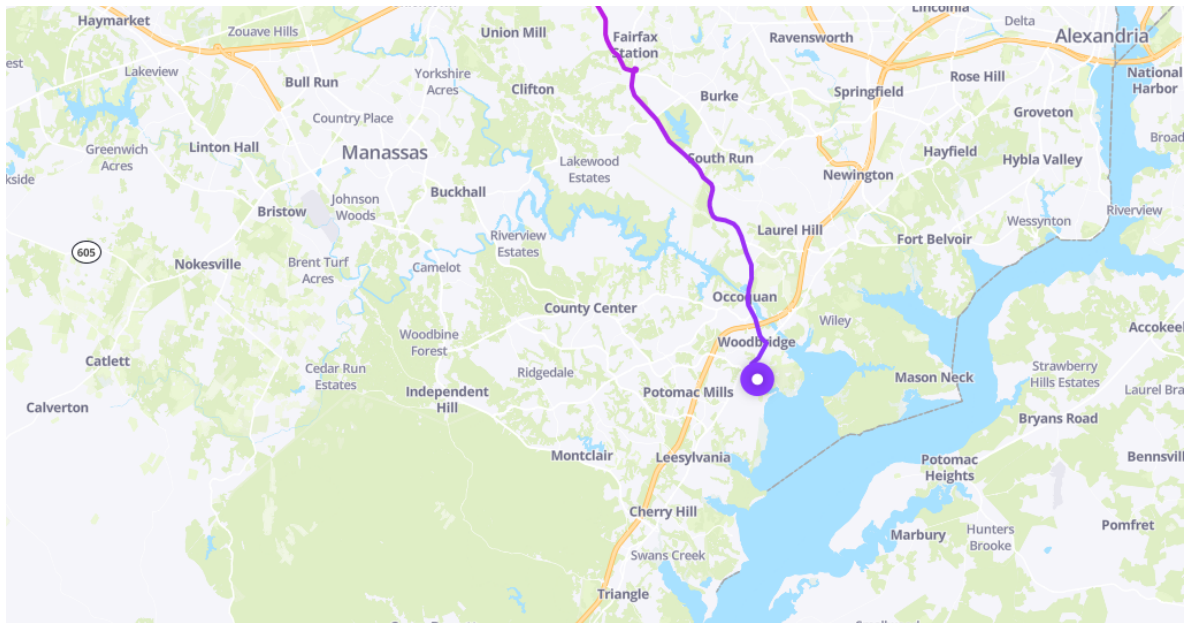 Haymarket
Zouave Hills
Union Mill
Fairfax
Station
Ravensworth
Lincolnia
Delta
Alexandria
Lakeview
Bull Run
Yorkshire
Acres
Clifton
Burke
Springfield
Rose Hill
National
Harbor
Country Place
Groveton
Greenwich
Acres
Linton Hall
Manassas
Lakewood
Estates
South Run
Newington
Hayfield
Hybla Valley
Broad
kside
Buckhall
Johnson
Woods
Bristow
Riverview
Estates
Laurel Hill
Fort Belvoir
Wessynton
Riverview
605
Nokesville
Brent Turf
Acres
Camelot
Occoquan
County Center
Wiley
Woodbine
Forest
Woodbridge
Accokeek
Catlett
Cedar Run
Estates
Ridgedale
Independent
Hill
Potomac Mills
Mason Neck
Strawberry
Hills Estates
Laurel Bra
Calverton
Bryans Road
Montclair
Leesylvania
Potomac
Heights
Bennsvill
Cherry Hill
Marbury
Hunters
Brooke
Pomfret
Swans Creek
Triangle